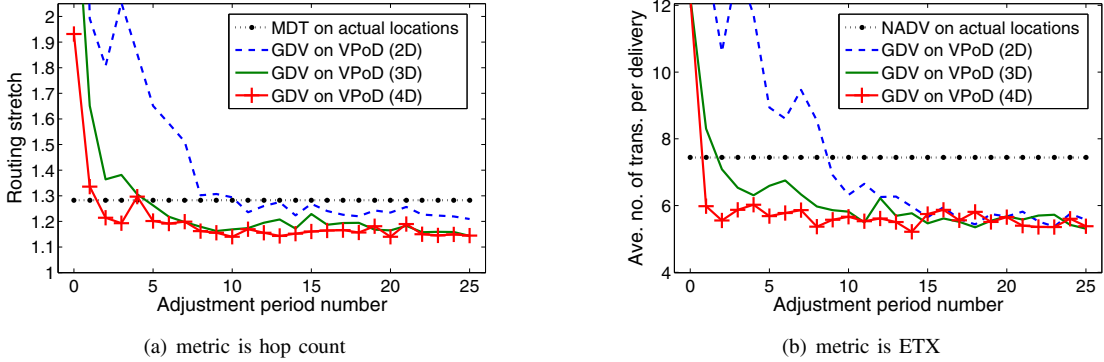 2
1.9
1.8
1.7
1.6
1.5
1.4
1.3
1.2
1.1
1
Routing stretch
MDT on actual locations
GDV on VPoD (2D)
GDV on VPoD (3D)
GDV on VPoD (4D)
0 5 10 15 20 25
Adjustment period number
(a) metric is hop count
12
10
8
6
4
Ave. no. of trans. per delivery
NADV on actual locations
GDV on VPoD (2D)
GDV on VPoD (3D)
GDV on VPoD (4D)
0 5 10 15 20 25
Adjustment period number
(b) metric is ETX